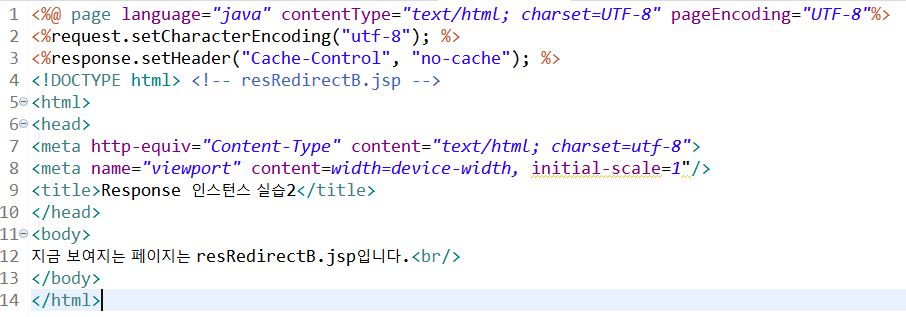 1 <%@ page language="java" contentType="text/html; charset=UTF-8" pageEncoding="UTF-8"%>
2 <%request.setCharacterEncoding("utf-8"); %>
3 <%response.setHeader("Cache-Control", "no-cache"); %>
4 <!DOCTYPE html> <!-- resRedirectB.jsp -->
5 <html>
6 <head>
7 <meta http-equiv="Content-Type" content="text/html; charset=utf-8">
8 <meta name="viewport" content=width=device-width, initial-scale=1"/>
9 <title>Response 인스턴스 실습2</title>
10 </head>
11 <body>
12 지금 보여지는 페이지는 resRedirectB.jsp입니다.<br/>
13 </body>
14 </html>